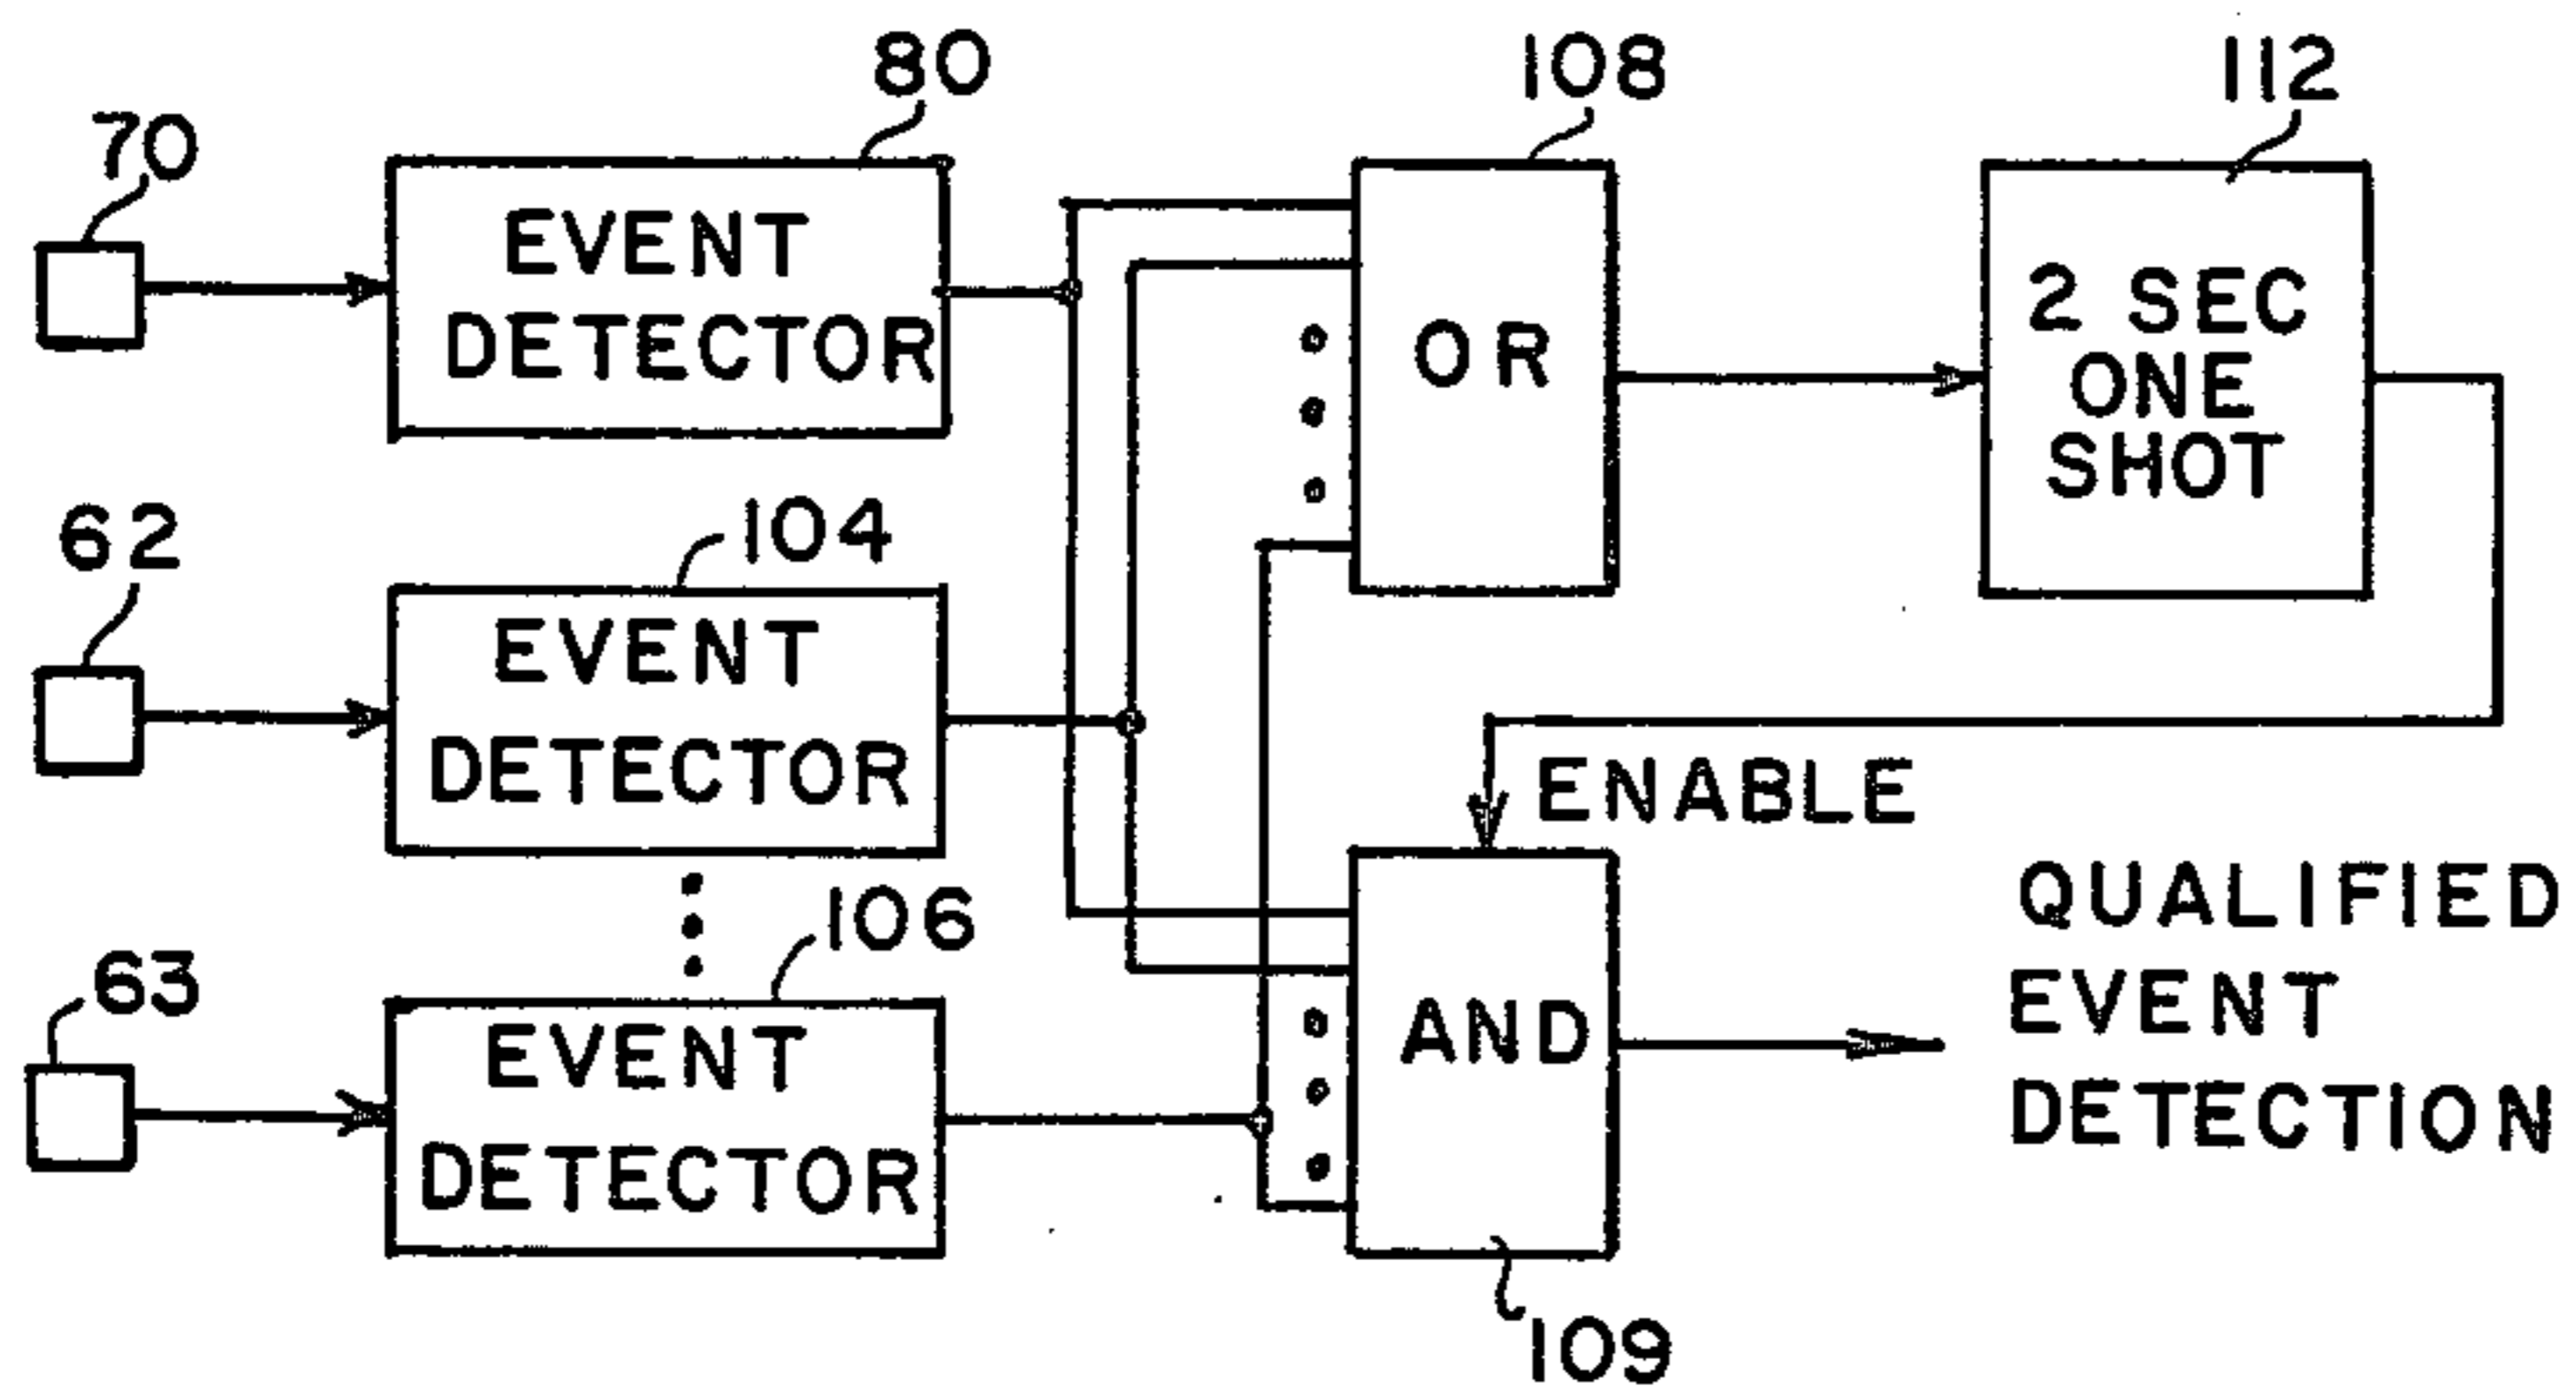 70
80
EVENT
DETECTOR
108
OR
112
2 SEC
ONE
SHOT
62
104
EVENT
DETECTOR
ENABLE
63
106
EVENT
DETECTOR
AND
109
QUALIFIED
EVENT
DETECTION